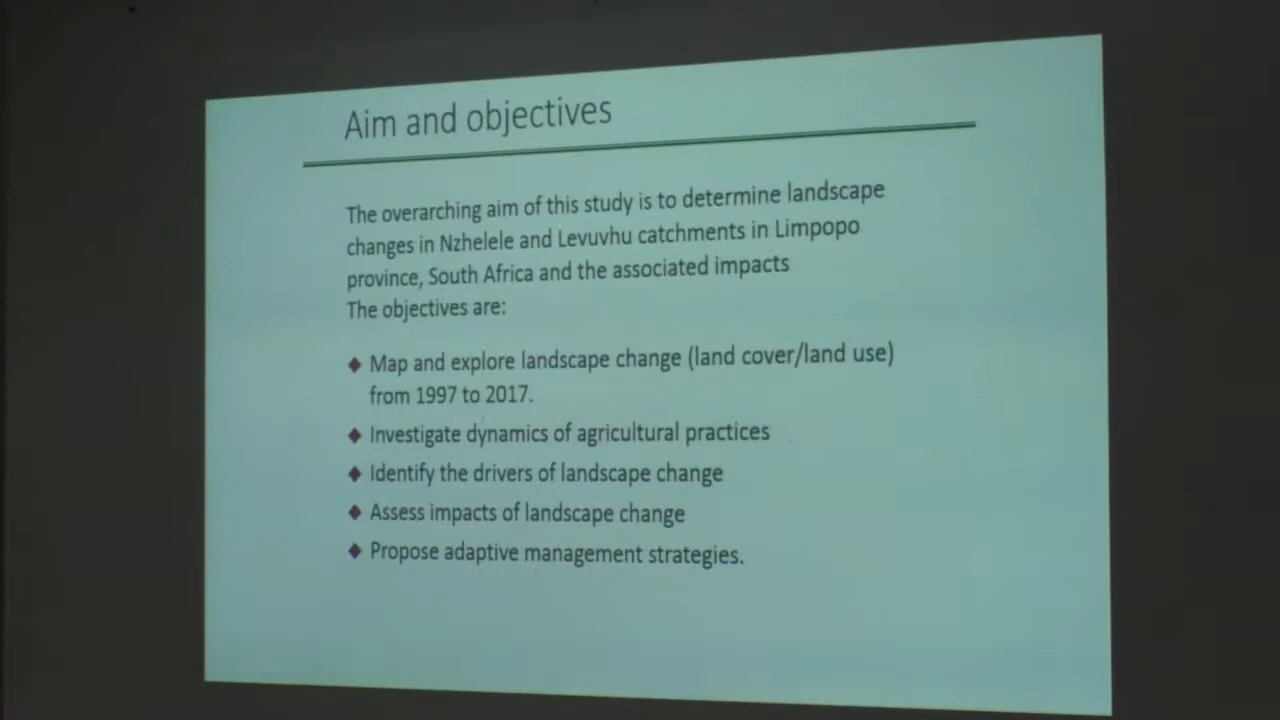 Aim and objectives
The overarching aim of this study is to determine landscape
changes in Nzhelele and Levuvhu catchments in Limpopo
province, South Africa and the associated impacts
The objectives are:
◆ Map and explore landscape change (land cover/land use)
from 1997 to 2017.
◆ Investigate dynamics of agricultural practices
◆ Identify the drivers of landscape change
◆ Assess impacts of landscape change
◆ Propose adaptive management strategies.